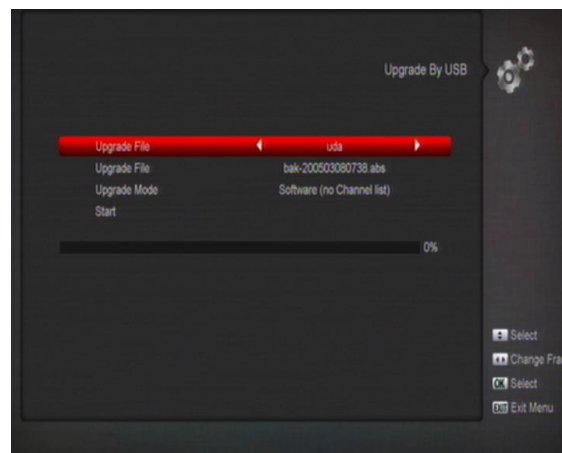 Upgrade By USB
Upgrade File uda
Upgrade File bak-200503080738.abs
Upgrade Mode Software (no Channel list)
Start
0%
Select
Change Fra
OK Select
EXIT Exit Menu